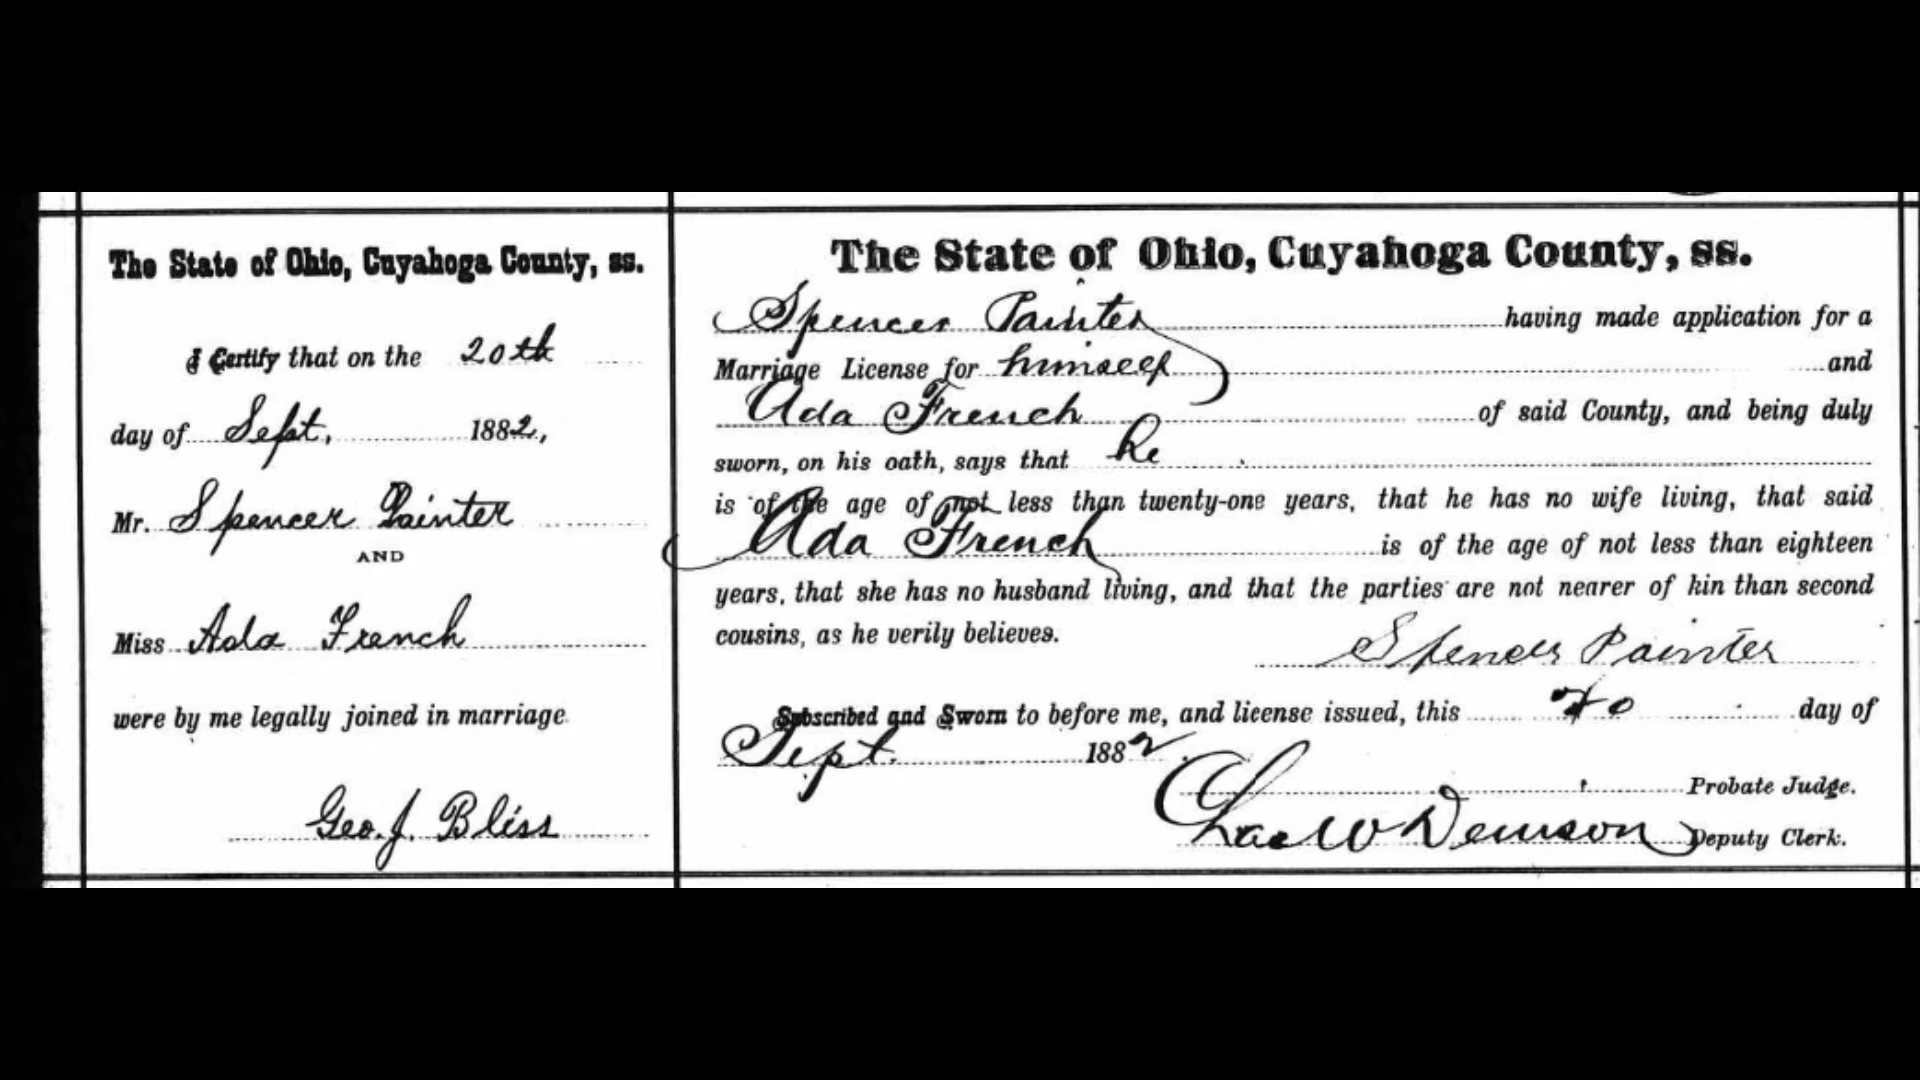 The State of Ohio, Cuyahoga County, ss.
I Certify that on the 20th
day of Sept. 1882,
Mr. Spencer Painter
AND
Miss Ada French
were by me legally joined in marriage
Geo. J. Bliss
The State of Ohio, Cuyahoga County, ss.
Spencer Painter having made application for a
Marriage License for himself and
Ada French of said County, and being duly
sworn, on his oath, says that he
is of the age of not less than twenty-one years, that he has no wife living, that said
Ada French is of the age of not less than eighteen
years, that she has no husband living, and that the parties are not nearer of kin than second
cousins, as he verily believes.
Spencer Painter
Subscribed and Sworn to before me, and license issued, this 20 day of
Sept. 1882
Probate Judge.
W Denison Deputy Clerk.